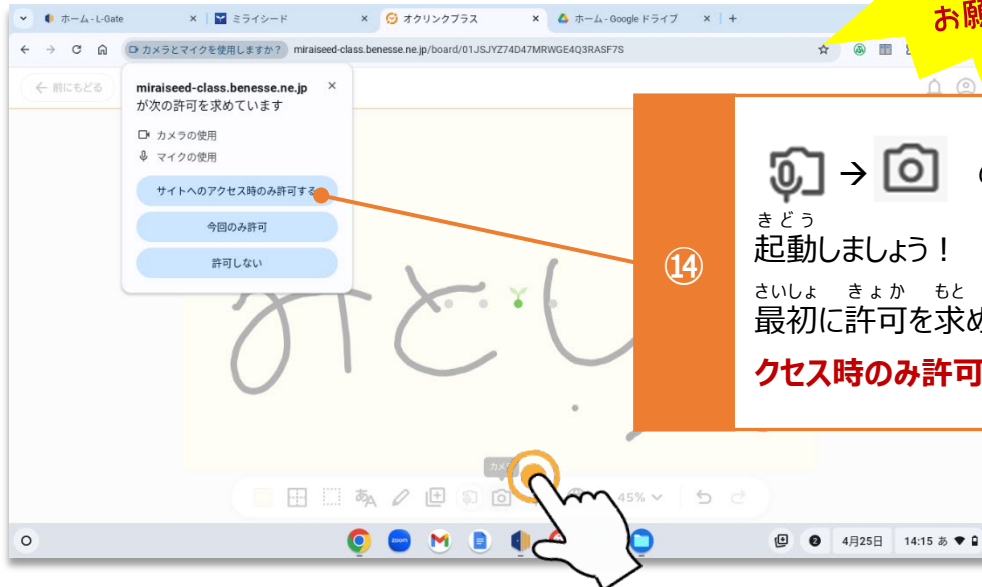 ホーム - L-Gate
ミライシード
オクリンクプラス
ホーム - Google ドライブ
お願
カメラとマイクを使用しますか？ miraiseed-class.benesse.ne.jp/board/01JSJYZ74D47MRWGE4Q3RASF7S
前にもどる
miraiseed-class.benesse.ne.jp
が次の許可を求めています
カメラの使用
マイクの使用
サイトへのアクセス時のみ許可する
今回のみ許可
許可しない
⑭
→
きどう
起動しましょう！
さいしょ きょか もと
最初に許可を求め
クセス時のみ許可
みとし
カメラ
あA
45%
zoom
2 4月25日 14:15 あ